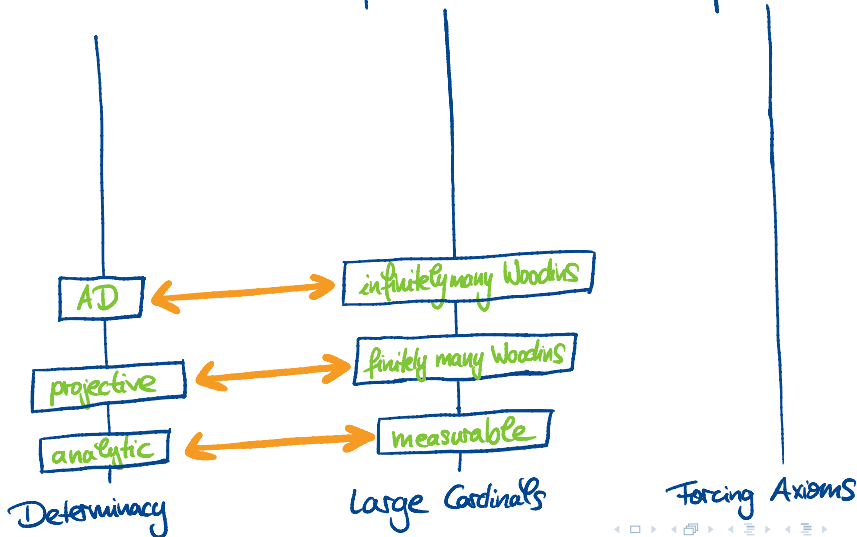 AD
infinitely many Woodins
projective
finitely many Woodins
analytic
measurable
Determinacy
Large Cardinals
Forcing Axioms